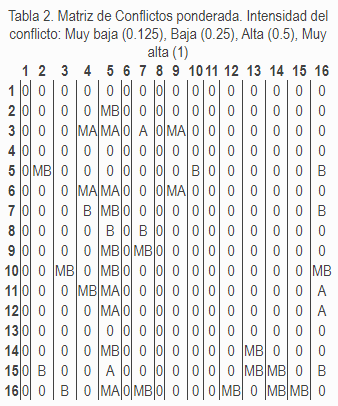 Tabla 2. Matriz de Conflictos ponderada. Intensidad del
conflicto: Muy baja (0.125), Baja (0.25), Alta (0.5), Muy
alta (1)
1 2 3 4 5 6 7 8 9 10 11 12 13 14 15 16
1 0 0 0 0 0 0 0 0 0 0 0 0 0 0 0 0
2 0 0 0 0 MB 0 0 0 0 0 0 0 0 0 0 0
3 0 0 0 MA MA 0 A 0 MA 0 0 0 0 0 0 0
4 0 0 0 0 0 0 0 0 0 0 0 0 0 0 0 0
5 0 MB 0 0 0 0 0 0 0 B 0 0 0 0 0 B
6 0 0 0 MA MA 0 0 0 MA 0 0 0 0 0 0 0
7 0 0 0 B MB 0 0 0 0 0 0 0 0 0 0 B
8 0 0 0 0 B 0 B 0 0 0 0 0 0 0 0 0
9 0 0 0 0 MB 0 MB 0 0 0 0 0 0 0 0 0
10 0 0 MB 0 MB 0 0 0 0 0 0 0 0 0 0 MB
11 0 0 0 MB MA 0 0 0 0 0 0 0 0 0 0 A
12 0 0 0 0 MA 0 0 0 0 0 0 0 0 0 0 A
13 0 0 0 0 0 0 0 0 0 0 0 0 0 0 0 0
14 0 0 0 0 MB 0 0 0 0 0 0 0 MB 0 0 0
15 0 B 0 0 A 0 0 0 0 0 0 0 MB MB 0 B
16 0 0 B 0 MA 0 MB 0 0 0 0 MB 0 MB MB 0